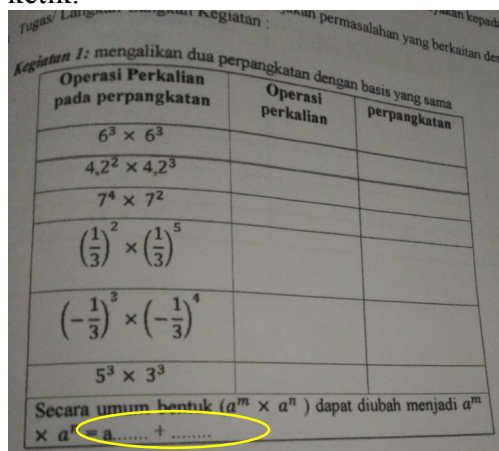 ketik.
Tugas/ Langkah Langkah Kegiatan :
permasalahan yang berkaitan
Kegiatan 1: mengalikan dua perpangkatan dengan basis yang sama
Operasi Perkalian pada perpangkatan | Operasi perkalian | perpangkatan
6³ × 6³
4,2² × 4,2³
7⁴ × 7²
(1/3)² × (1/3)⁵
(-1/3)³ × (-1/3)⁴
5³ × 3³
Secara umum bentuk (aᵐ × aⁿ ) dapat diubah menjadi aᵐ
× aⁿ = a....... + ........